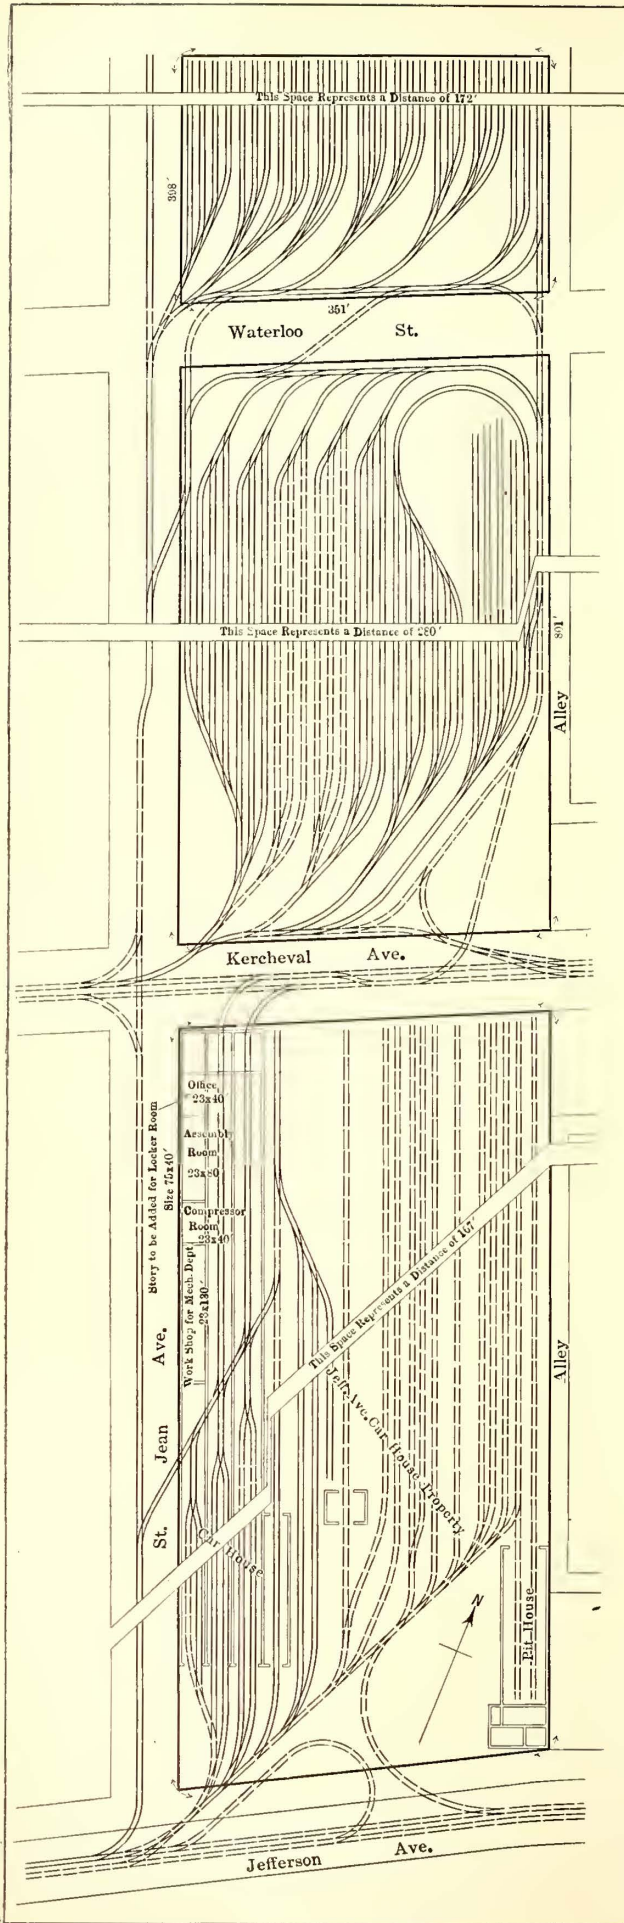 This Space Represents a Distance of 172'
398'
351'
Waterloo St.
This Space Represents a Distance of 280'
801'
Alley
Kercheval Ave.
Office
23x40'
Assembly
Room
23x80
Compressor
Room
23x40'
Work Shop for Mech. Dept.
23x130'
Story to be Added for Locker Room
Size 75x40'
St. Jean Ave.
This Space Represents a Distance of 167'
Jeff. Ave. Car House Property
Car House
Alley
N
Pit House
Jefferson Ave.